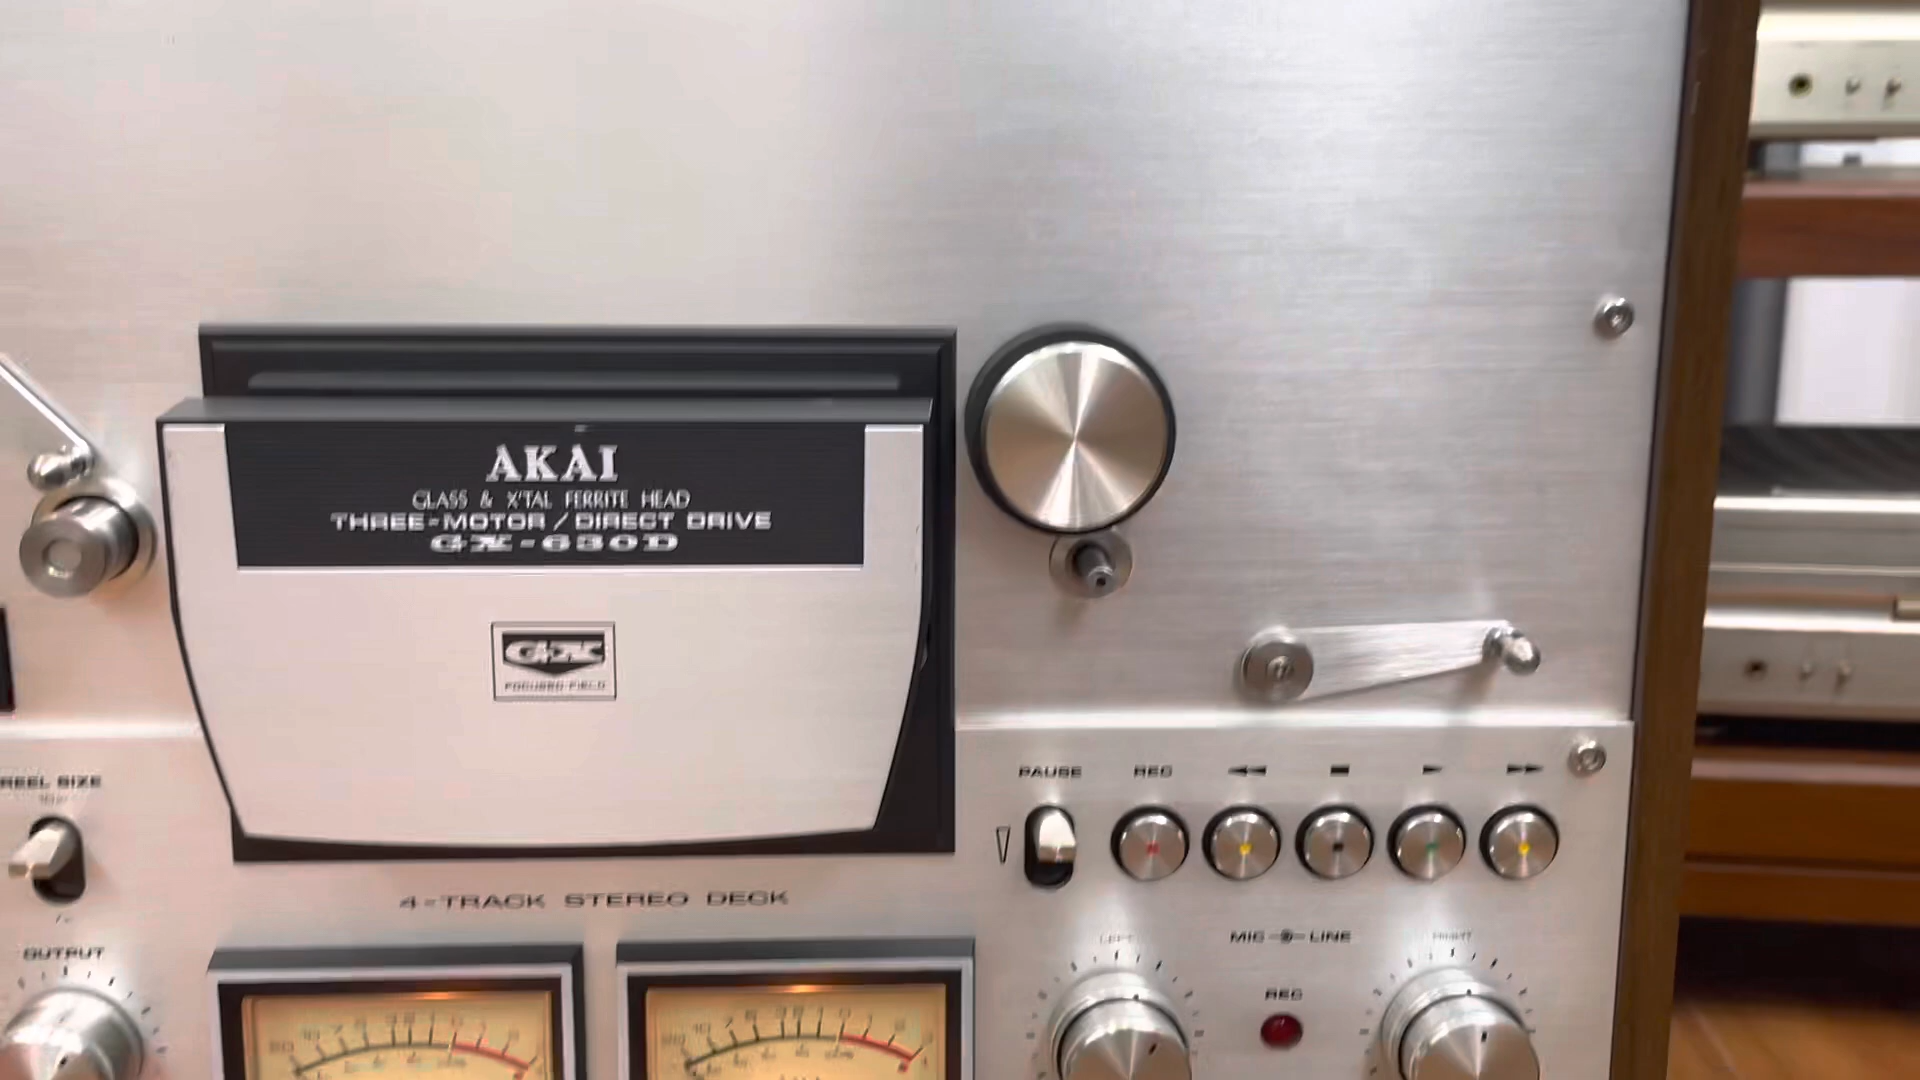 AKAI
GLASS & X'TAL FERRITE HEAD
THREE-MOTOR / DIRECT DRIVE
GX-630D
GX
FOCUSED FIELD
REEL SIZE
PAUSE REC
4-TRACK STEREO DECK
OUTPUT
LEFT MIC LINE RIGHT
REC